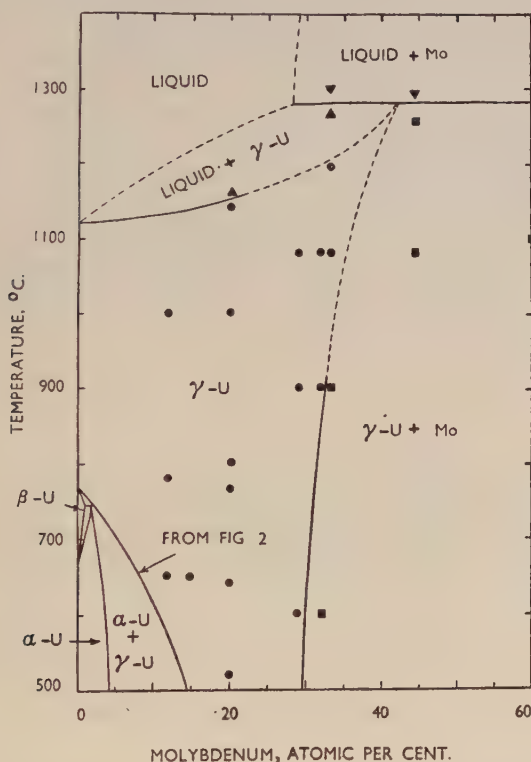 LIQUID
LIQUID + Mo
1300
LIQUID + γ-U
1100
TEMPERATURE, °C.
γ-U
900
γ-U + Mo
β-U
700
FROM FIG 2
α-U
α-U
+
γ-U
500
0 20 40 60
MOLYBDENUM, ATOMIC PER CENT.